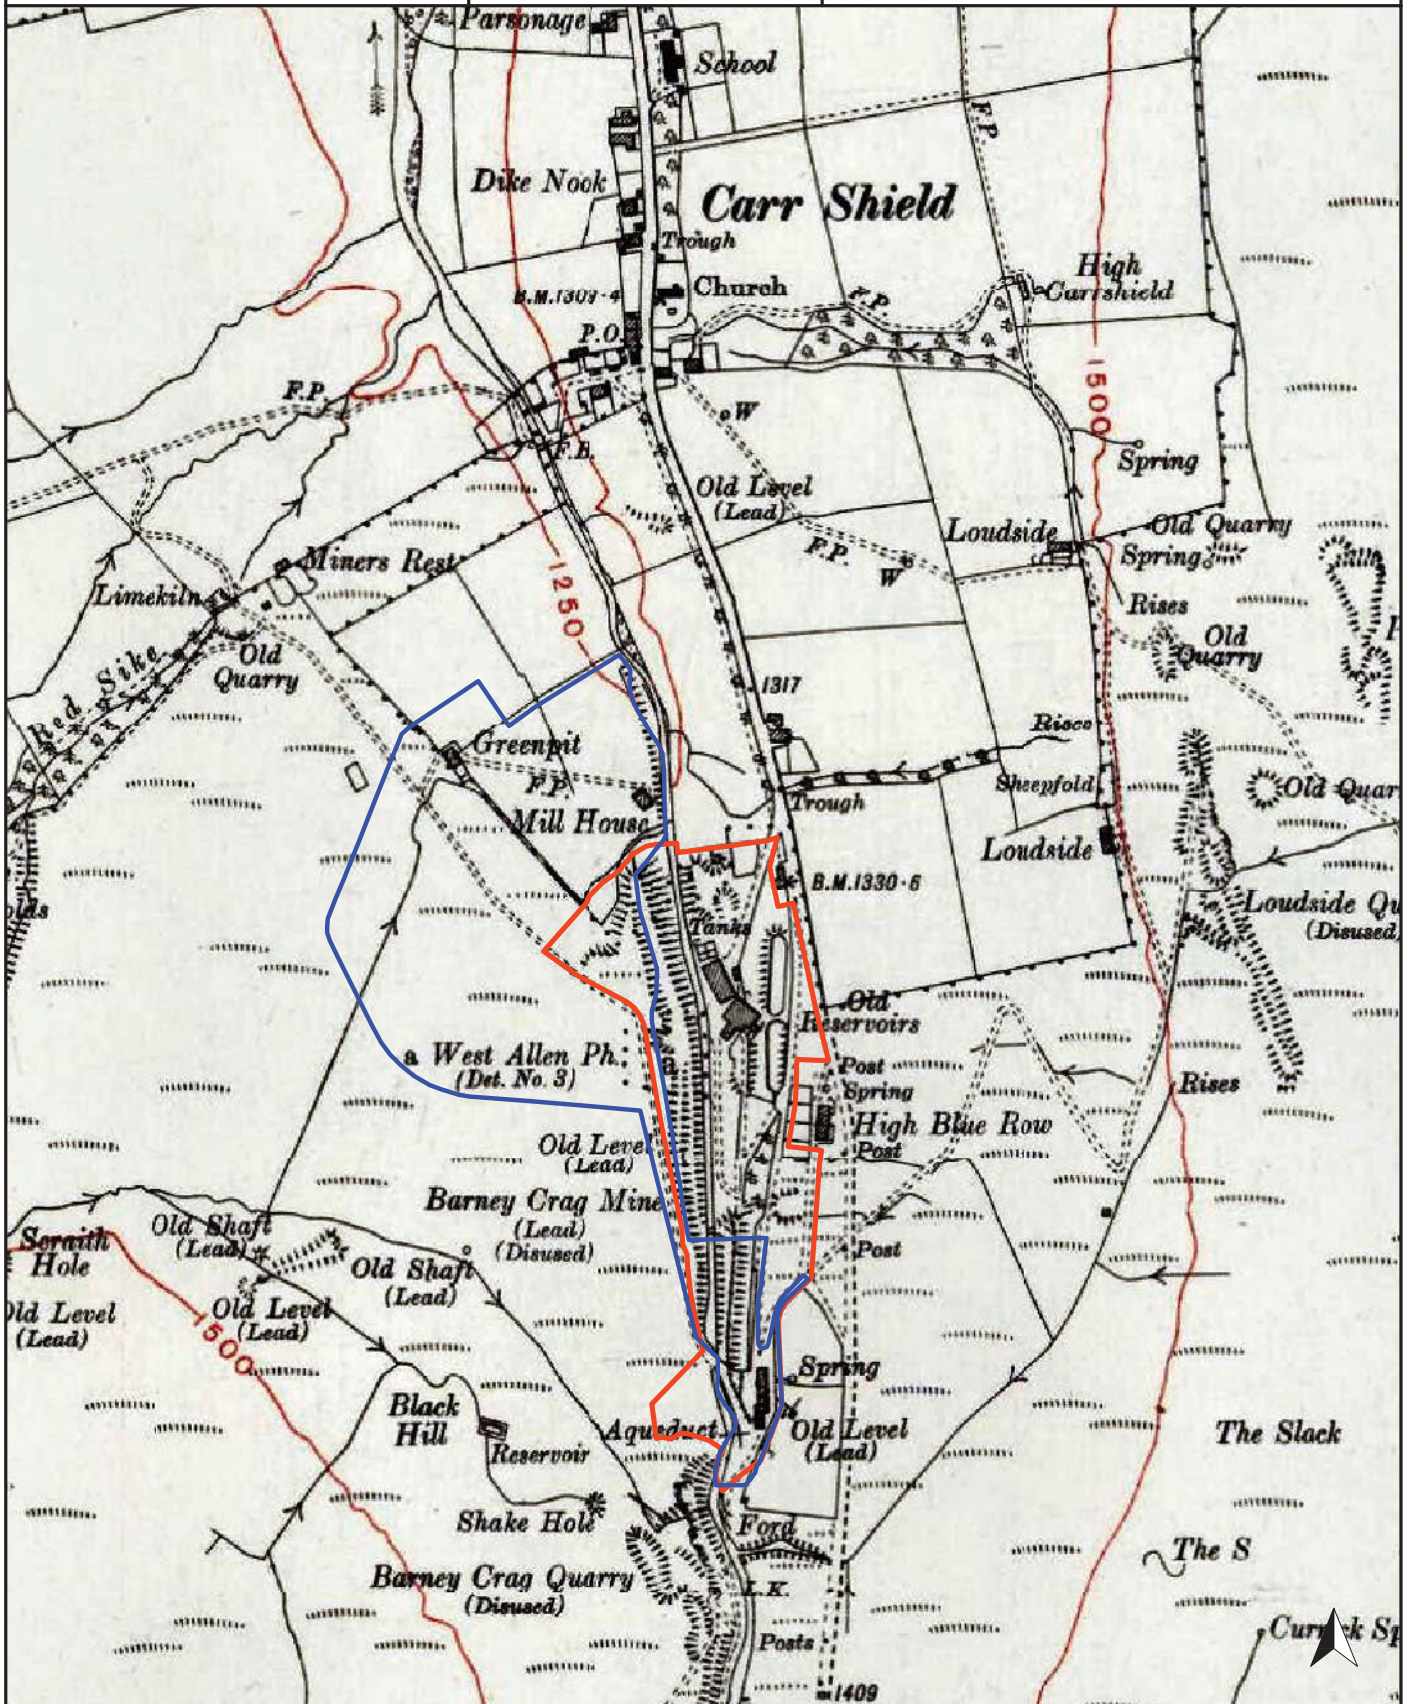 Parsonage
School
F.P.
Dike Nook
Carr Shield
Trough
High
Carrshield
B.M.1309·4
Church
F.P.
P.O.
F.P.
1500
W
F.B.
Spring
Old Level
(Lead)
Loudside
Old Quarry
F.P.
W
Spring
Miners Rest
1250
Limekiln
Rises
Old
Quarry
Red Sike
Old
Quarry
1317
Rises
Greenpit
F.P.
Sheepfold
Old Quar
Mill House
Trough
Loudside
B.M.1330·6
Loudside Qu
(Disused)
Tanks
Old
Reservoirs
a West Allen Ph.
(Det. No. 3)
Post
Spring
Rises
High Blue Row
Old Level
(Lead)
Post
Barney Crag Mine
(Lead)
(Disused)
Old Shaft
(Lead)
Scraith
Hole
Post
Old Shaft
(Lead)
Old Level
(Lead)
Old Level
(Lead)
1500
Spring
Black
Hill
Aqueduct
Old Level
(Lead)
The Slack
Reservoir
Shake Hole
Ford
The S
Barney Crag Quarry
(Disused)
L.K.
Posts
Currick Sp
1409